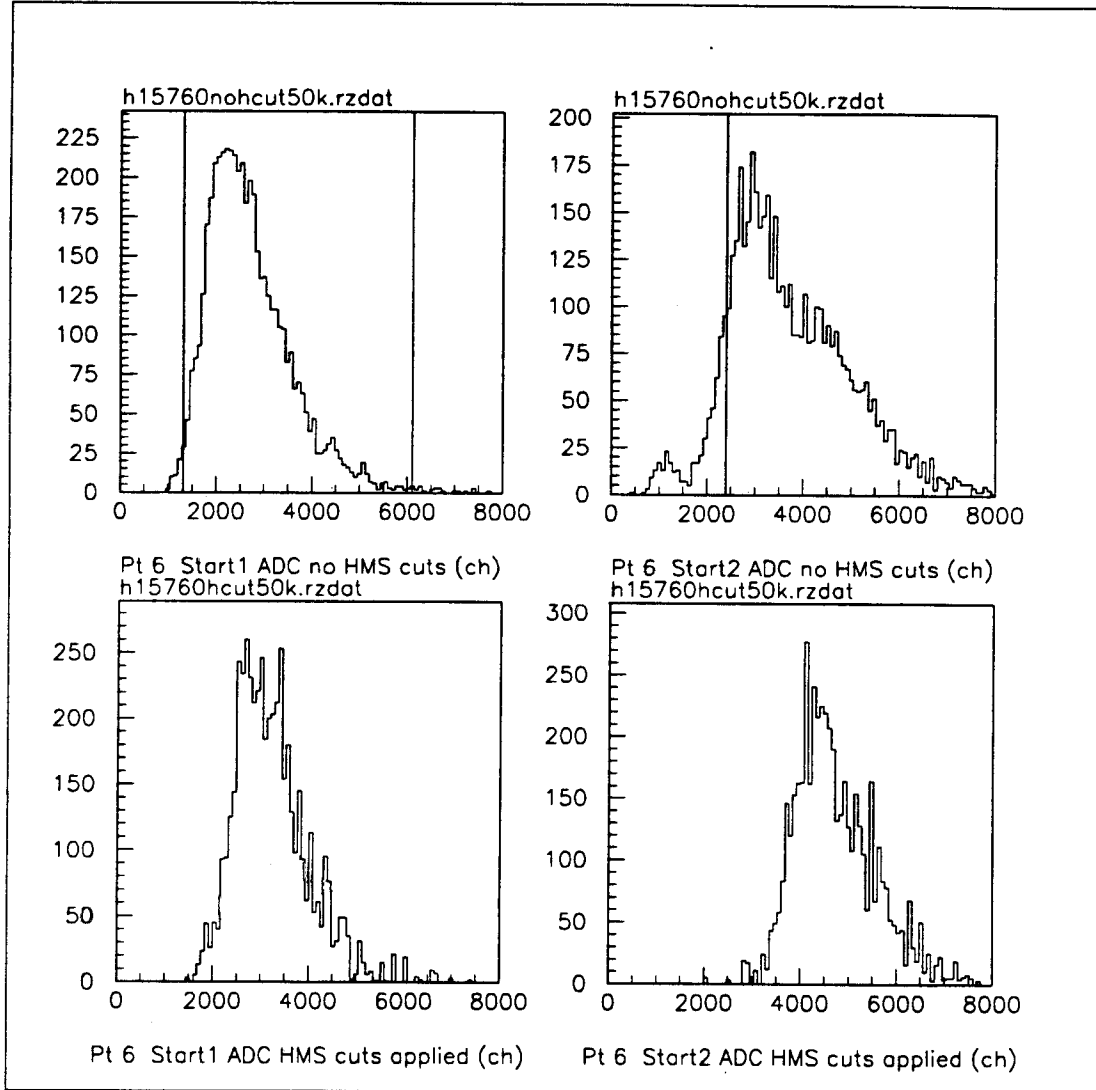 h15760nohcut50k.rzdat
225
200
175
150
125
100
75
50
25
0
0 2000 4000 6000 8000
Pt 6 Start1 ADC no HMS cuts (ch)
h15760nohcut50k.rzdat
200
175
150
125
100
75
50
25
0
0 2000 4000 6000 8000
Pt 6 Start2 ADC no HMS cuts (ch)
h15760hcut50k.rzdat
250
200
150
100
50
0
0 2000 4000 6000 8000
Pt 6 Start1 ADC HMS cuts applied (ch)
h15760hcut50k.rzdat
300
250
200
150
100
50
0
0 2000 4000 6000 8000
Pt 6 Start2 ADC HMS cuts applied (ch)